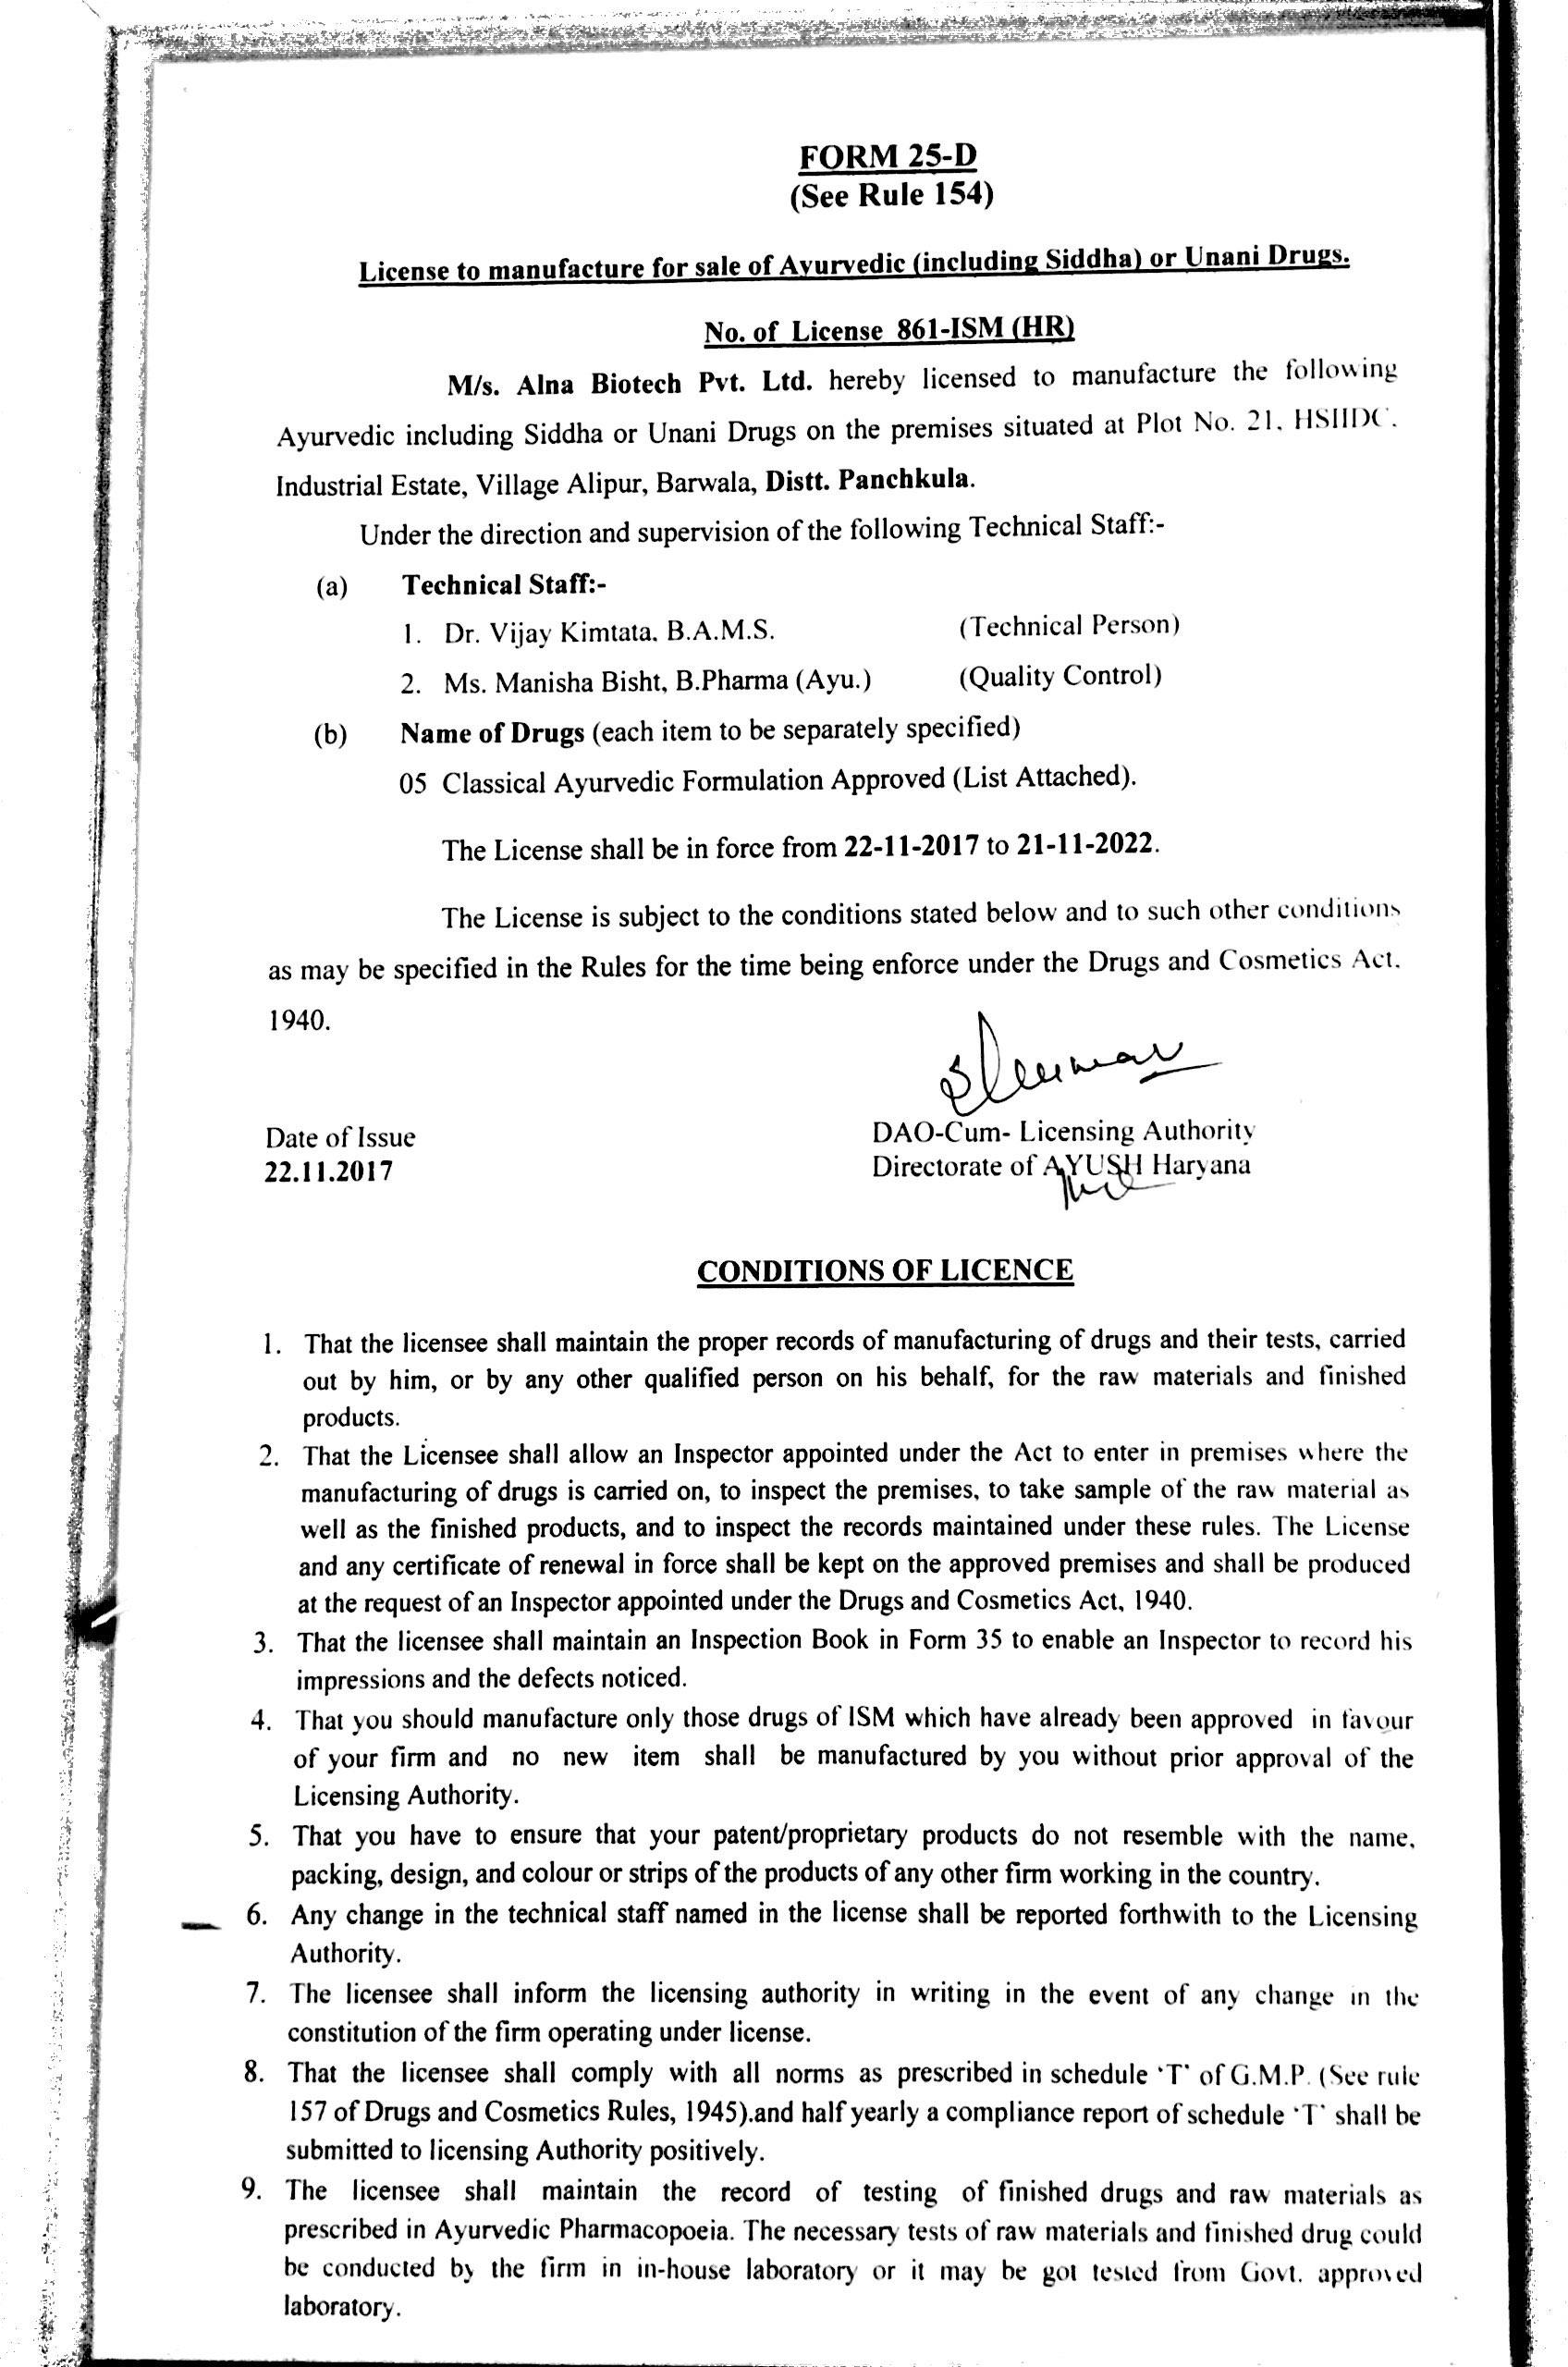 FORM 25-D
(See Rule 154)
License to manufacture for sale of Ayurvedic (including Siddha) or Unani Drugs.
No. of License 861-ISM (HR)
M/s. Alna Biotech Pvt. Ltd. hereby licensed to manufacture the following
Ayurvedic including Siddha or Unani Drugs on the premises situated at Plot No. 21, HSIIDC.
Industrial Estate, Village Alipur, Barwala, Distt. Panchkula.
Under the direction and supervision of the following Technical Staff:-
(a) Technical Staff:-
1. Dr. Vijay Kimtata, B.A.M.S. (Technical Person)
2. Ms. Manisha Bisht, B.Pharma (Ayu.) (Quality Control)
(b) Name of Drugs (each item to be separately specified)
05 Classical Ayurvedic Formulation Approved (List Attached).
The License shall be in force from 22-11-2017 to 21-11-2022.
The License is subject to the conditions stated below and to such other conditions
as may be specified in the Rules for the time being enforce under the Drugs and Cosmetics Act.
1940.
Date of Issue DAO-Cum- Licensing Authority
22.11.2017 Directorate of AYUSH Haryana
CONDITIONS OF LICENCE
1. That the licensee shall maintain the proper records of manufacturing of drugs and their tests, carried
out by him, or by any other qualified person on his behalf, for the raw materials and finished
products.
2. That the Licensee shall allow an Inspector appointed under the Act to enter in premises where the
manufacturing of drugs is carried on, to inspect the premises, to take sample of the raw material as
well as the finished products, and to inspect the records maintained under these rules. The License
and any certificate of renewal in force shall be kept on the approved premises and shall be produced
at the request of an Inspector appointed under the Drugs and Cosmetics Act, 1940.
3. That the licensee shall maintain an Inspection Book in Form 35 to enable an Inspector to record his
impressions and the defects noticed.
4. That you should manufacture only those drugs of ISM which have already been approved in favour
of your firm and no new item shall be manufactured by you without prior approval of the
Licensing Authority.
5. That you have to ensure that your patent/proprietary products do not resemble with the name,
packing, design, and colour or strips of the products of any other firm working in the country.
6. Any change in the technical staff named in the license shall be reported forthwith to the Licensing
Authority.
7. The licensee shall inform the licensing authority in writing in the event of any change in the
constitution of the firm operating under license.
8. That the licensee shall comply with all norms as prescribed in schedule 'T' of G.M.P. (See rule
157 of Drugs and Cosmetics Rules, 1945).and half yearly a compliance report of schedule 'T' shall be
submitted to licensing Authority positively.
9. The licensee shall maintain the record of testing of finished drugs and raw materials as
prescribed in Ayurvedic Pharmacopoeia. The necessary tests of raw materials and finished drug could
be conducted by the firm in in-house laboratory or it may be got tested from Govt. approved
laboratory.